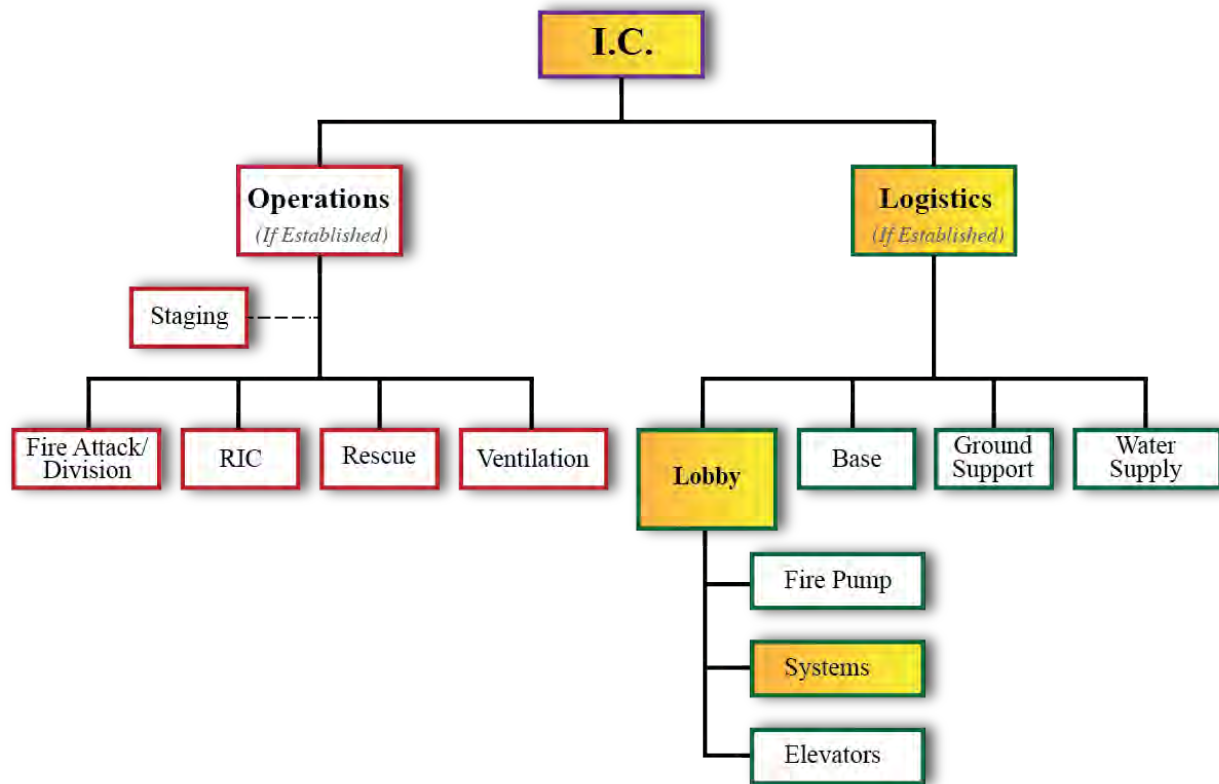 I.C.
Operations
(If Established)
Logistics
(If Established)
Staging
Fire Attack/
Division
RIC
Rescue
Ventilation
Lobby
Base
Ground
Support
Water
Supply
Fire Pump
Systems
Elevators